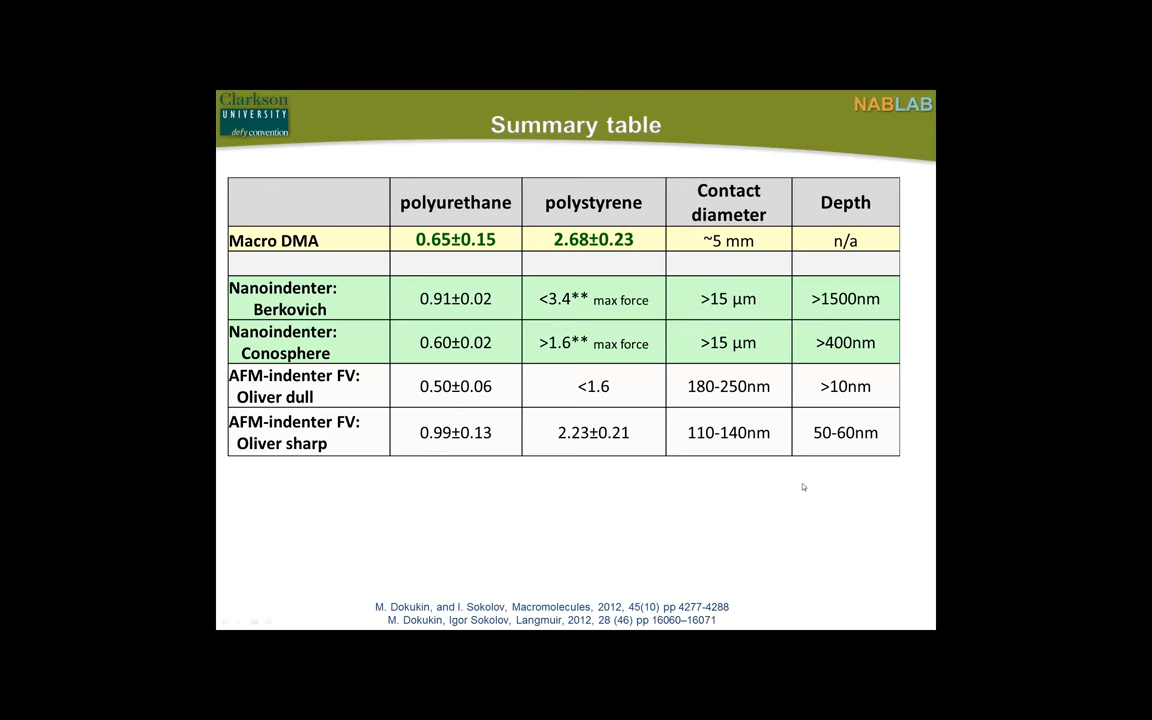 Clarkson
UNIVERSITY
defy convention
NABLAB
Summary table
polyurethane polystyrene Contact diameter Depth
Macro DMA 0.65±0.15 2.68±0.23 ~5 mm n/a
Nanoindenter: Berkovich 0.91±0.02 <3.4** max force >15 µm >1500nm
Nanoindenter: Conosphere 0.60±0.02 >1.6** max force >15 µm >400nm
AFM-indenter FV: Oliver dull 0.50±0.06 <1.6 180-250nm >10nm
AFM-indenter FV: Oliver sharp 0.99±0.13 2.23±0.21 110-140nm 50-60nm
M. Dokukin, and I. Sokolov, Macromolecules, 2012, 45(10) pp 4277-4288
M. Dokukin, Igor Sokolov, Langmuir, 2012, 28 (46) pp 16060–16071